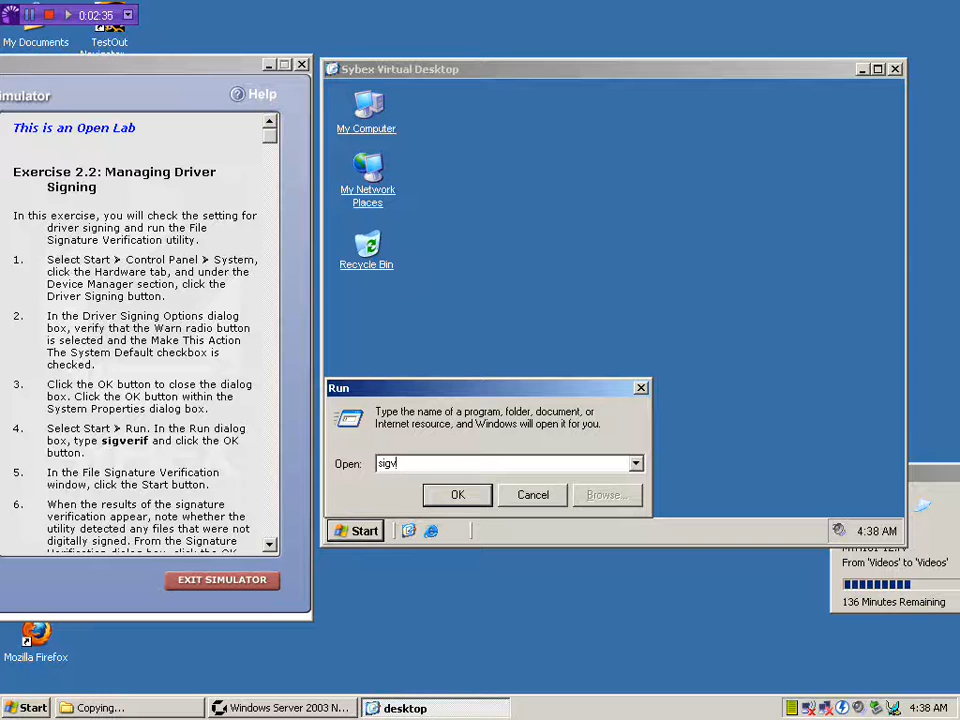 0:02:35
My Documents
TestOut
Navigator
imulator
Help
This is an Open Lab
Exercise 2.2: Managing Driver
Signing
In this exercise, you will check the setting for
driver signing and run the File
Signature Verification utility.
1. Select Start > Control Panel > System,
click the Hardware tab, and under the
Device Manager section, click the
Driver Signing button.
2. In the Driver Signing Options dialog
box, verify that the Warn radio button
is selected and the Make This Action
The System Default checkbox is
checked.
3. Click the OK button to close the dialog
box. Click the OK button within the
System Properties dialog box.
4. Select Start > Run. In the Run dialog
box, type sigverif and click the OK
button.
5. In the File Signature Verification
window, click the Start button.
6. When the results of the signature
verification appear, note whether the
utility detected any files that were not
digitally signed. From the Signature
Verification dialog box, click the OK
EXIT SIMULATOR
Sybex Virtual Desktop
My Computer
My Network
Places
Recycle Bin
Run
Type the name of a program, folder, document, or
Internet resource, and Windows will open it for you.
Open: sigv
OK Cancel Browse...
Start 4:38 AM
From 'Videos' to 'Videos'
136 Minutes Remaining
Mozilla Firefox
Start Copying... Windows Server 2003 N... desktop 4:38 AM